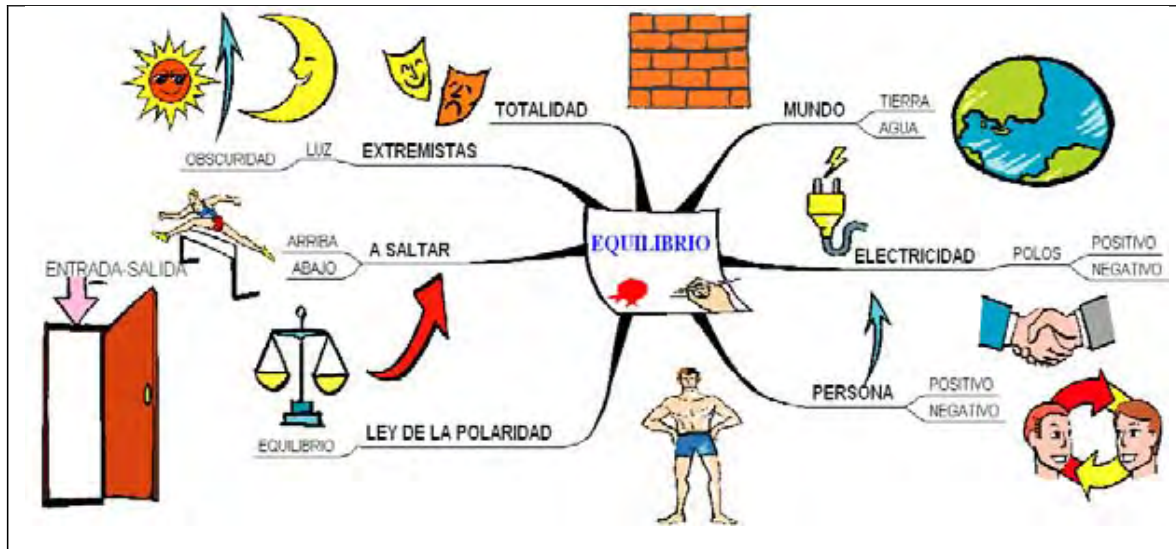 EQUILIBRIO
TOTALIDAD
MUNDO
TIERRA
AGUA
EXTREMISTAS
LUZ
OBSCURIDAD
ELECTRICIDAD
POLOS
POSITIVO
NEGATIVO
A SALTAR
ARRIBA
ABAJO
ENTRADA-SALIDA
PERSONA
POSITIVO
NEGATIVO
LEY DE LA POLARIDAD
EQUILIBRIO